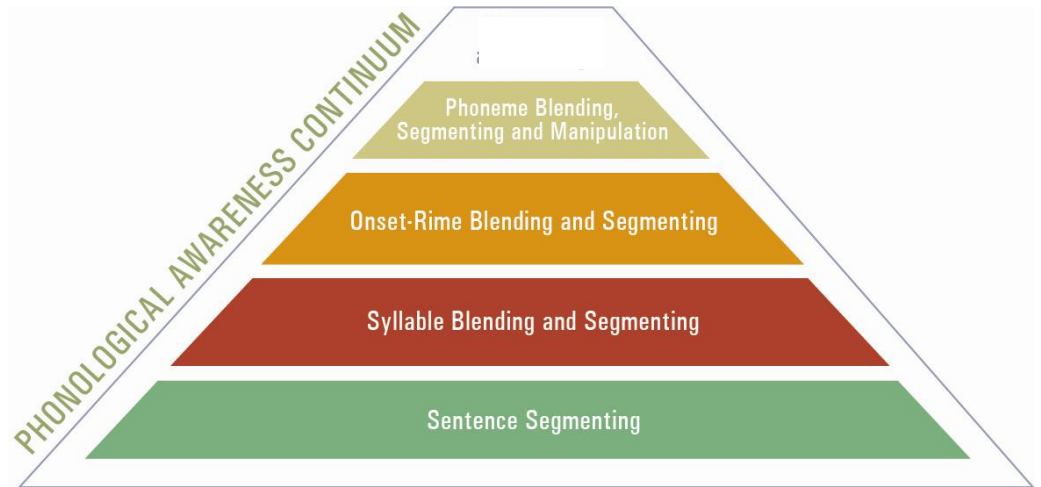 PHONOLOGICAL AWARENESS CONTINUUM
Phoneme Blending,
Segmenting and Manipulation
Onset-Rime Blending and Segmenting
Syllable Blending and Segmenting
Sentence Segmenting